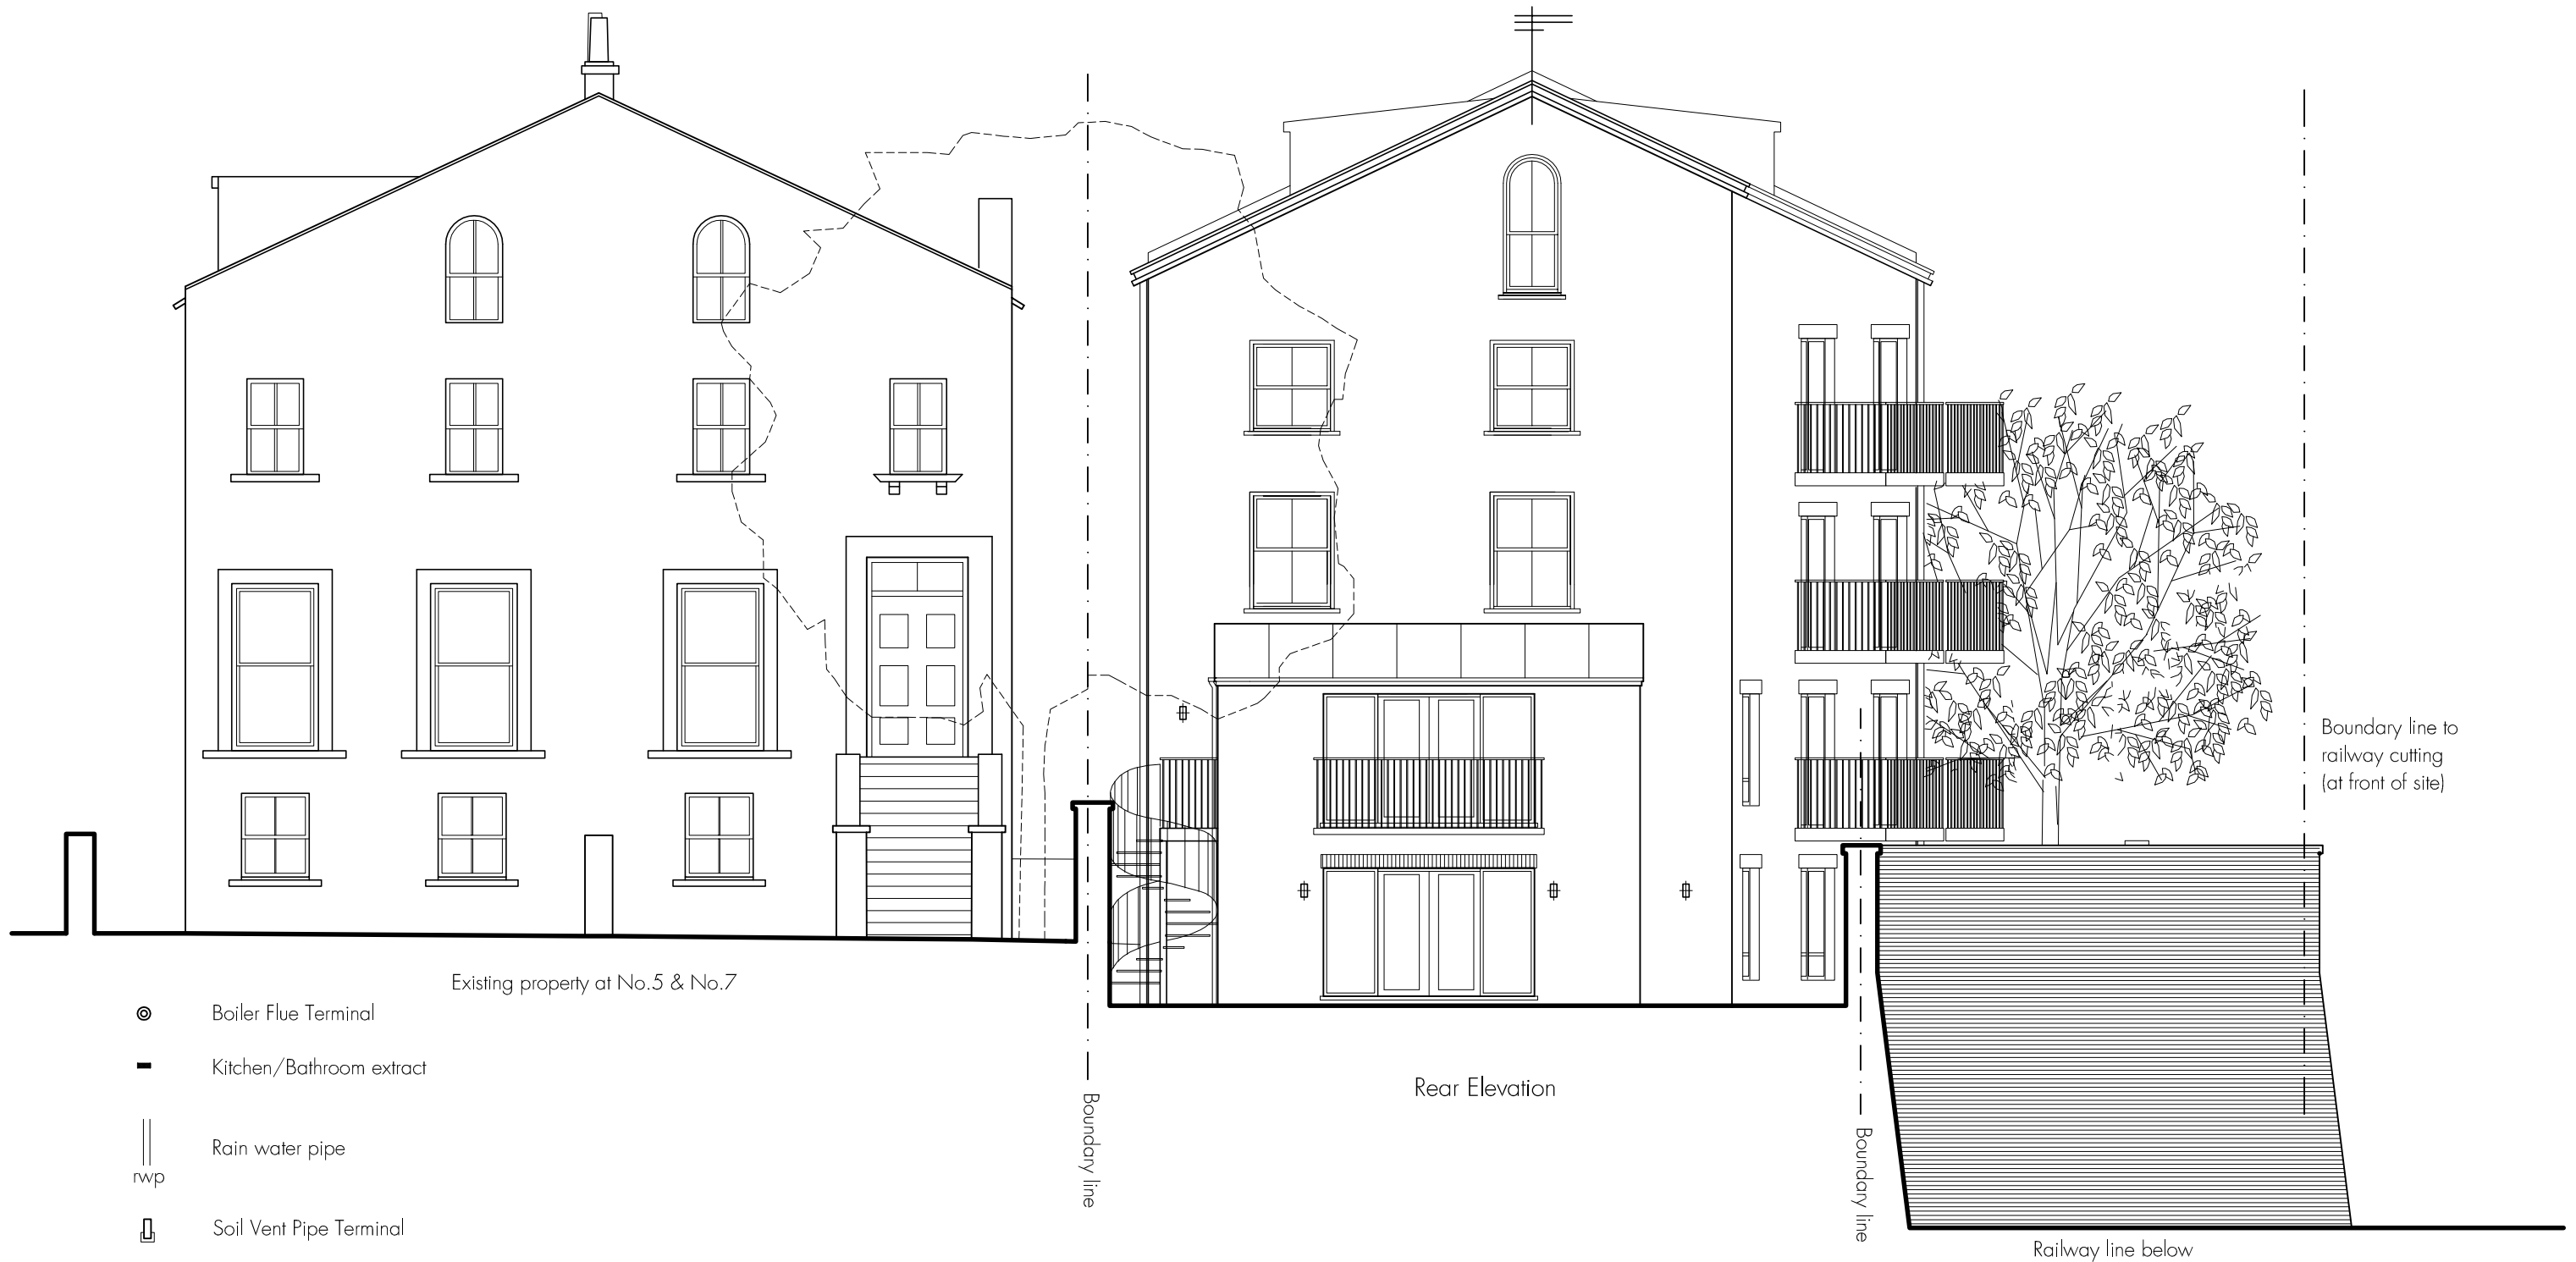 Boundary line to
railway cutting
(at front of site)
Existing property at No.5 & No.7
Boiler Flue Terminal
Kitchen/Bathroom extract
Rain water pipe
rwp
Soil Vent Pipe Terminal
Boundary line
Rear Elevation
Boundary line
Railway line below